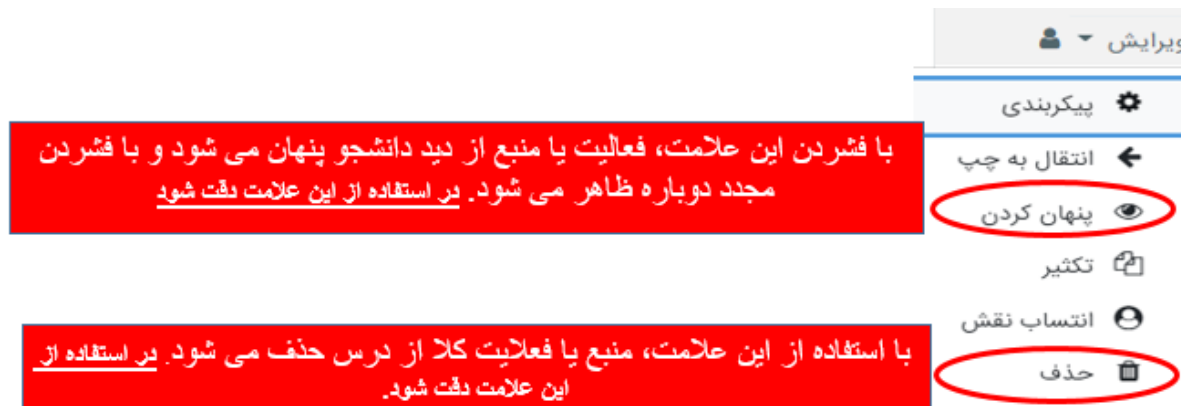 ویرایش
پیکربندی
با فشردن این علامت، فعالیت یا منبع از دید دانشجو پنهان می شود و با فشردن
مجدد دوباره ظاهر می شود. در استفاده از این علامت دقت شود
انتقال به چپ
پنهان کردن
تکثیر
انتساب نقش
با استفاده از این علامت، منبع یا فعلایت کلا از درس حذف می شود. در استفاده از
این علامت دقت شود.
حذف